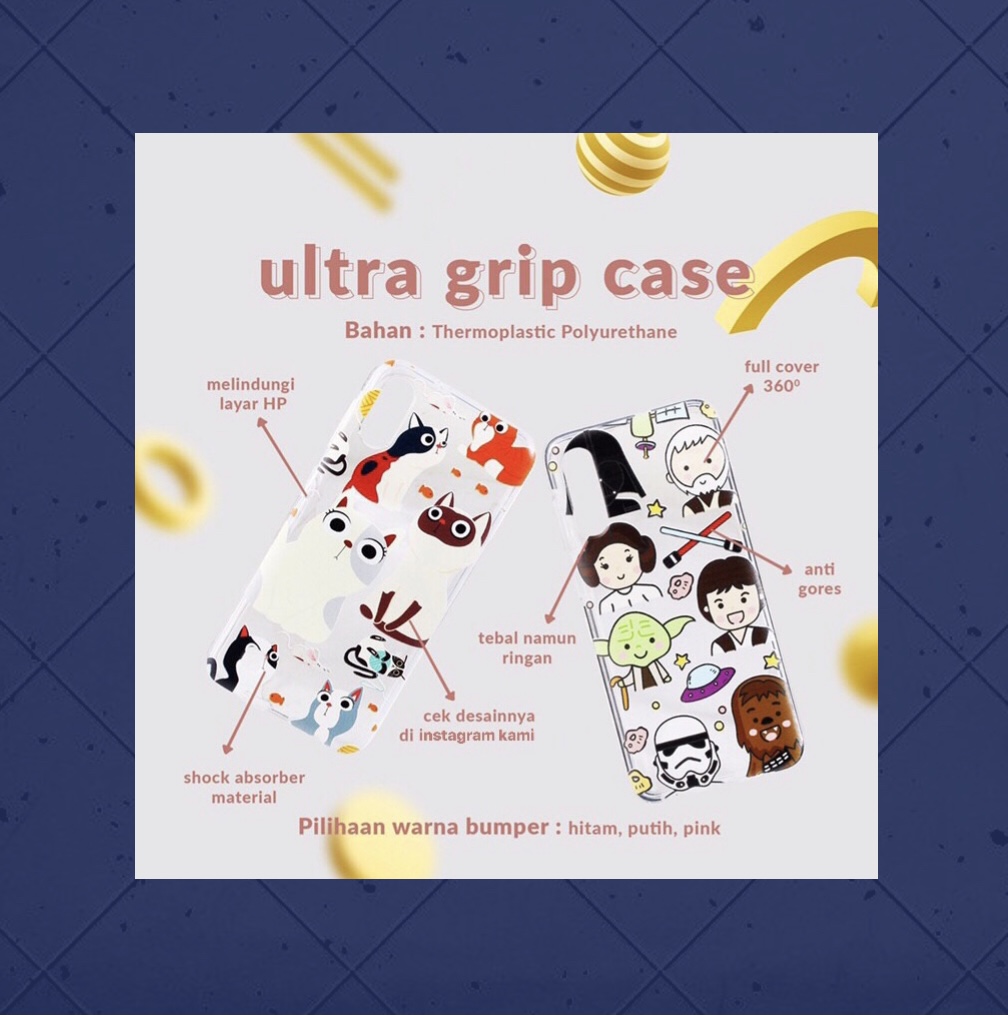 ultra grip case
Bahan : Thermoplastic Polyurethane
melindungi
layar HP
full cover
360⁰
anti
gores
tebal namun
ringan
cek desainnya
di instagram kami
shock absorber
material
Pilihaan warna bumper : hitam, putih, pink